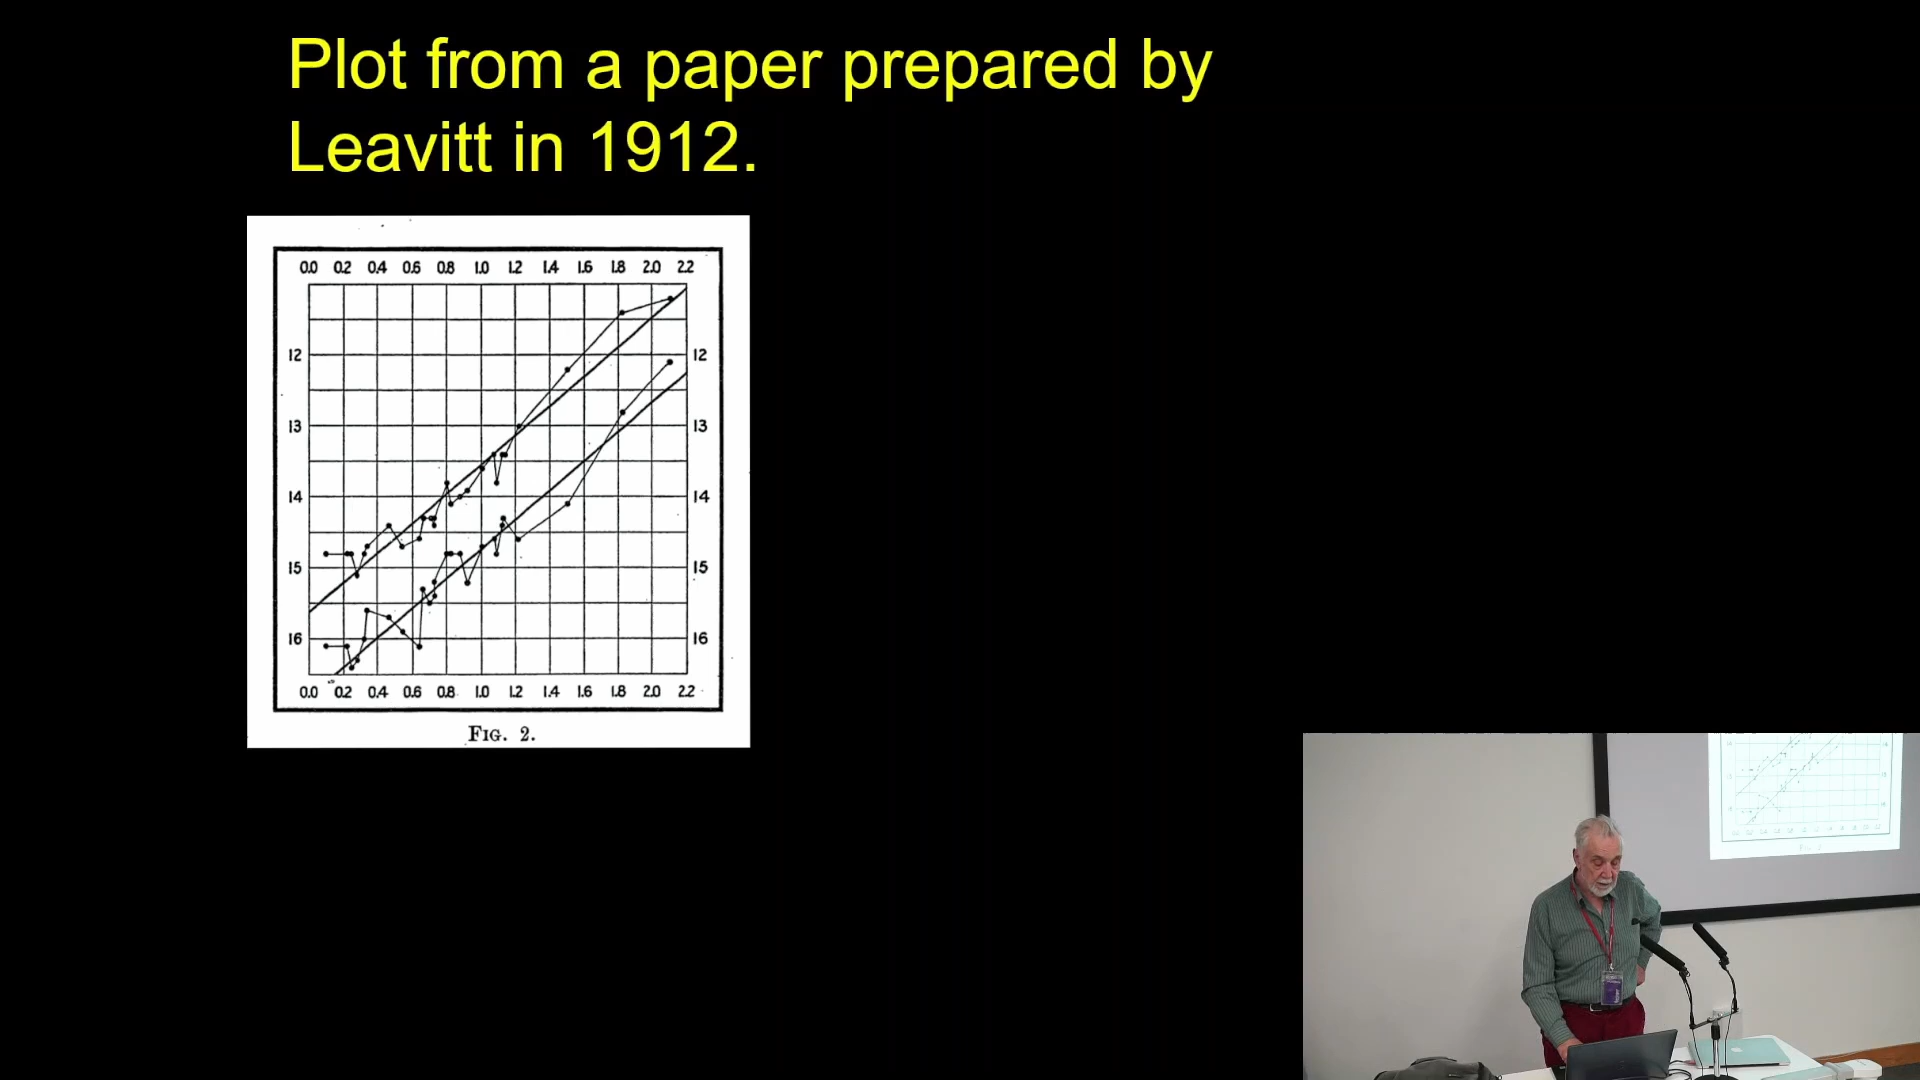 Plot from a paper prepared by
Leavitt in 1912.
0.0 0.2 0.4 0.6 0.8 1.0 1.2 1.4 1.6 1.8 2.0 2.2
12 12
13 13
14 14
15 15
16 16
0.0 0.2 0.4 0.6 0.8 1.0 1.2 1.4 1.6 1.8 2.0 2.2
FIG. 2.